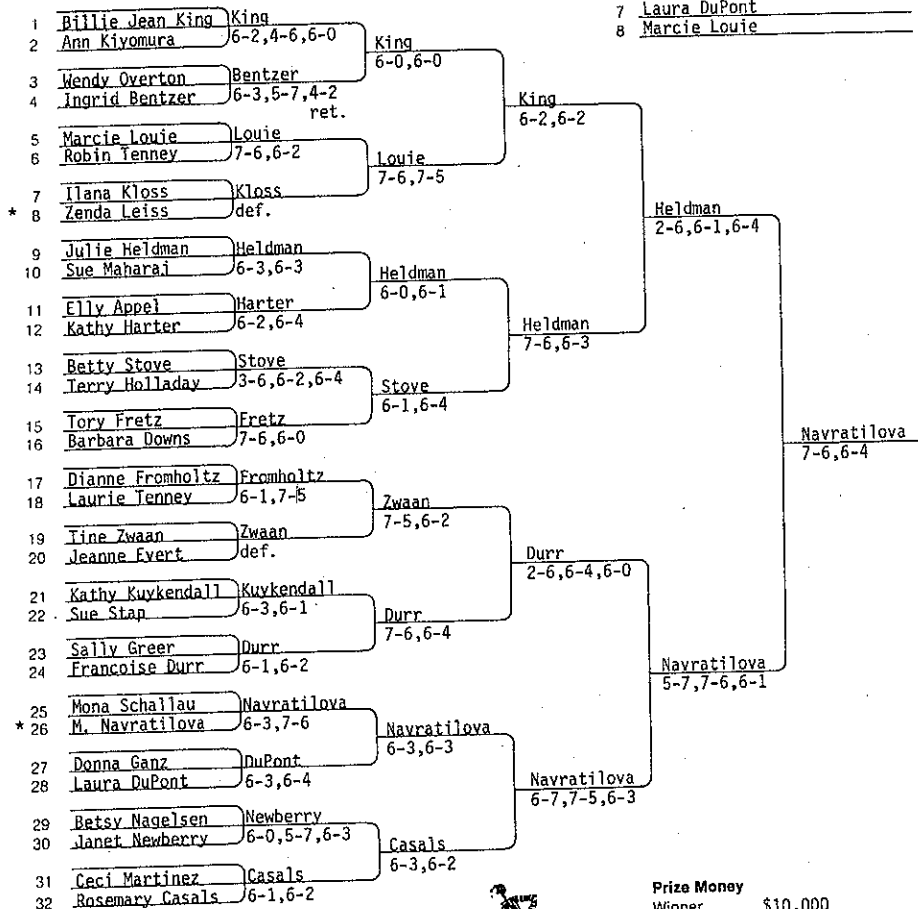 7 Laura DuPont
8 Marcie Louie
1 Billie Jean King
2 Ann Kiyomura
King
6-2,4-6,6-0
3 Wendy Overton
4 Ingrid Bentzer
Bentzer
6-3,5-7,4-2
ret.
5 Marcie Louie
6 Robin Tenney
Louie
7-6,6-2
7 Ilana Kloss
* 8 Zenda Leiss
Kloss
def.
9 Julie Heldman
10 Sue Maharaj
Heldman
6-3,6-3
11 Elly Appel
12 Kathy Harter
Harter
6-2,6-4
13 Betty Stove
14 Terry Holladay
Stove
3-6,6-2,6-4
15 Tory Fretz
16 Barbara Downs
Fretz
7-6,6-0
17 Dianne Fromholtz
18 Laurie Tenney
Fromholtz
6-1,7-5
19 Tine Zwaan
20 Jeanne Evert
Zwaan
def.
21 Kathy Kuykendall
22 Sue Stap
Kuykendall
6-3,6-1
23 Sally Greer
24 Francoise Durr
Durr
6-1,6-2
25 Mona Schallau
* 26 M. Navratilova
Navratilova
6-3,7-6
27 Donna Ganz
28 Laura DuPont
DuPont
6-3,6-4
29 Betsy Nagelsen
30 Janet Newberry
Newberry
6-0,5-7,6-3
31 Ceci Martinez
32 Rosemary Casals
Casals
6-1,6-2
King
6-0,6-0
Louie
7-6,7-5
Heldman
6-0,6-1
Stove
6-1,6-4
Zwaan
7-5,6-2
Durr
7-6,6-4
Navratilova
6-3,6-3
Casals
6-3,6-2
King
6-2,6-2
Heldman
7-6,6-3
Durr
2-6,6-4,6-0
Navratilova
6-7,7-5,6-3
Heldman
2-6,6-1,6-4
Navratilova
5-7,7-6,6-1
Navratilova
7-6,6-4
Prize Money
Winner $10,000